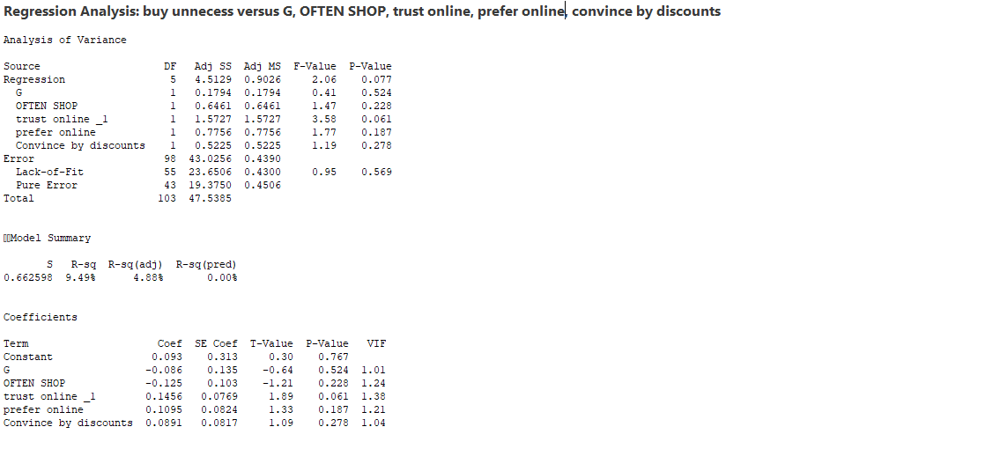 Regression Analysis: buy unnecess versus G, OFTEN SHOP, trust online, prefer online, convince by discounts
Analysis of Variance
Source DF Adj SS Adj MS F-Value P-Value
Regression 5 4.5129 0.9026 2.06 0.077
G 1 0.1794 0.1794 0.41 0.524
OFTEN SHOP 1 0.6461 0.6461 1.47 0.228
trust online _1 1 1.5727 1.5727 3.58 0.061
prefer online 1 0.7756 0.7756 1.77 0.187
Convince by discounts 1 0.5225 0.5225 1.19 0.278
Error 98 43.0256 0.4390
Lack-of-Fit 55 23.6506 0.4300 0.95 0.569
Pure Error 43 19.3750 0.4506
Total 103 47.5385
Model Summary
S R-sq R-sq(adj) R-sq(pred)
0.662598 9.49% 4.88% 0.00%
Coefficients
Term Coef SE Coef T-Value P-Value VIF
Constant 0.093 0.313 0.30 0.767
G -0.086 0.135 -0.64 0.524 1.01
OFTEN SHOP -0.125 0.103 -1.21 0.228 1.24
trust online _1 0.1456 0.0769 1.89 0.061 1.38
prefer online 0.1095 0.0824 1.33 0.187 1.21
Convince by discounts 0.0891 0.0817 1.09 0.278 1.04